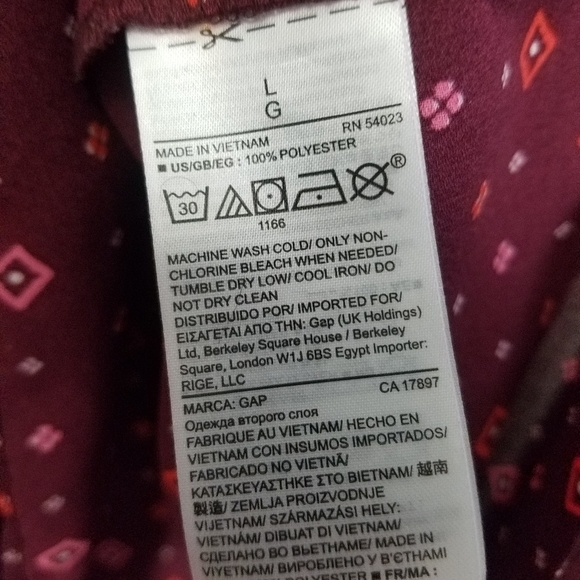 L
G
MADE IN VIETNAM RN 54023
■ US/GB/EG : 100% POLYESTER
30
®
1166
MACHINE WASH COLD/ ONLY NON-
CHLORINE BLEACH WHEN NEEDED/
TUMBLE DRY LOW/ COOL IRON/ DO
NOT DRY CLEAN
DISTRIBUIDO POR/ IMPORTED FOR/
ΕΙΣΑΓΕΤΑΙ ΑΠΟ ΤΗΝ: Gap (UK Holdings)
Ltd, Berkeley Square House / Berkeley
Square, London W1J 6BS Egypt Importer:
RIGE, LLC
MARCA: GAP CA 17897
Одежда второго слоя
FABRIQUE AU VIETNAM/ HECHO EN
VIETNAM CON INSUMOS IMPORTADOS/
FABRICADO NO VIETNÃ/
ΚΑΤΑΣΚΕΥΑΣΤΗΚΕ ΣΤΟ ΒΙΕΤΝΑΜ/ 越南
製造/ ZEMLJA PROIZVODNJE
VIJETNAM/ SZÁRMAZÁSI HELY:
VIETNÁM/ DIBUAT DI VIETNAM/
СДЕЛАНО ВО ВЬЕТНАМЕ/ MADE IN
VIYETNAM/ ВИРОБЛЕНО У В'ЄТНАМІ
POLYESTER ■ FR/MA :